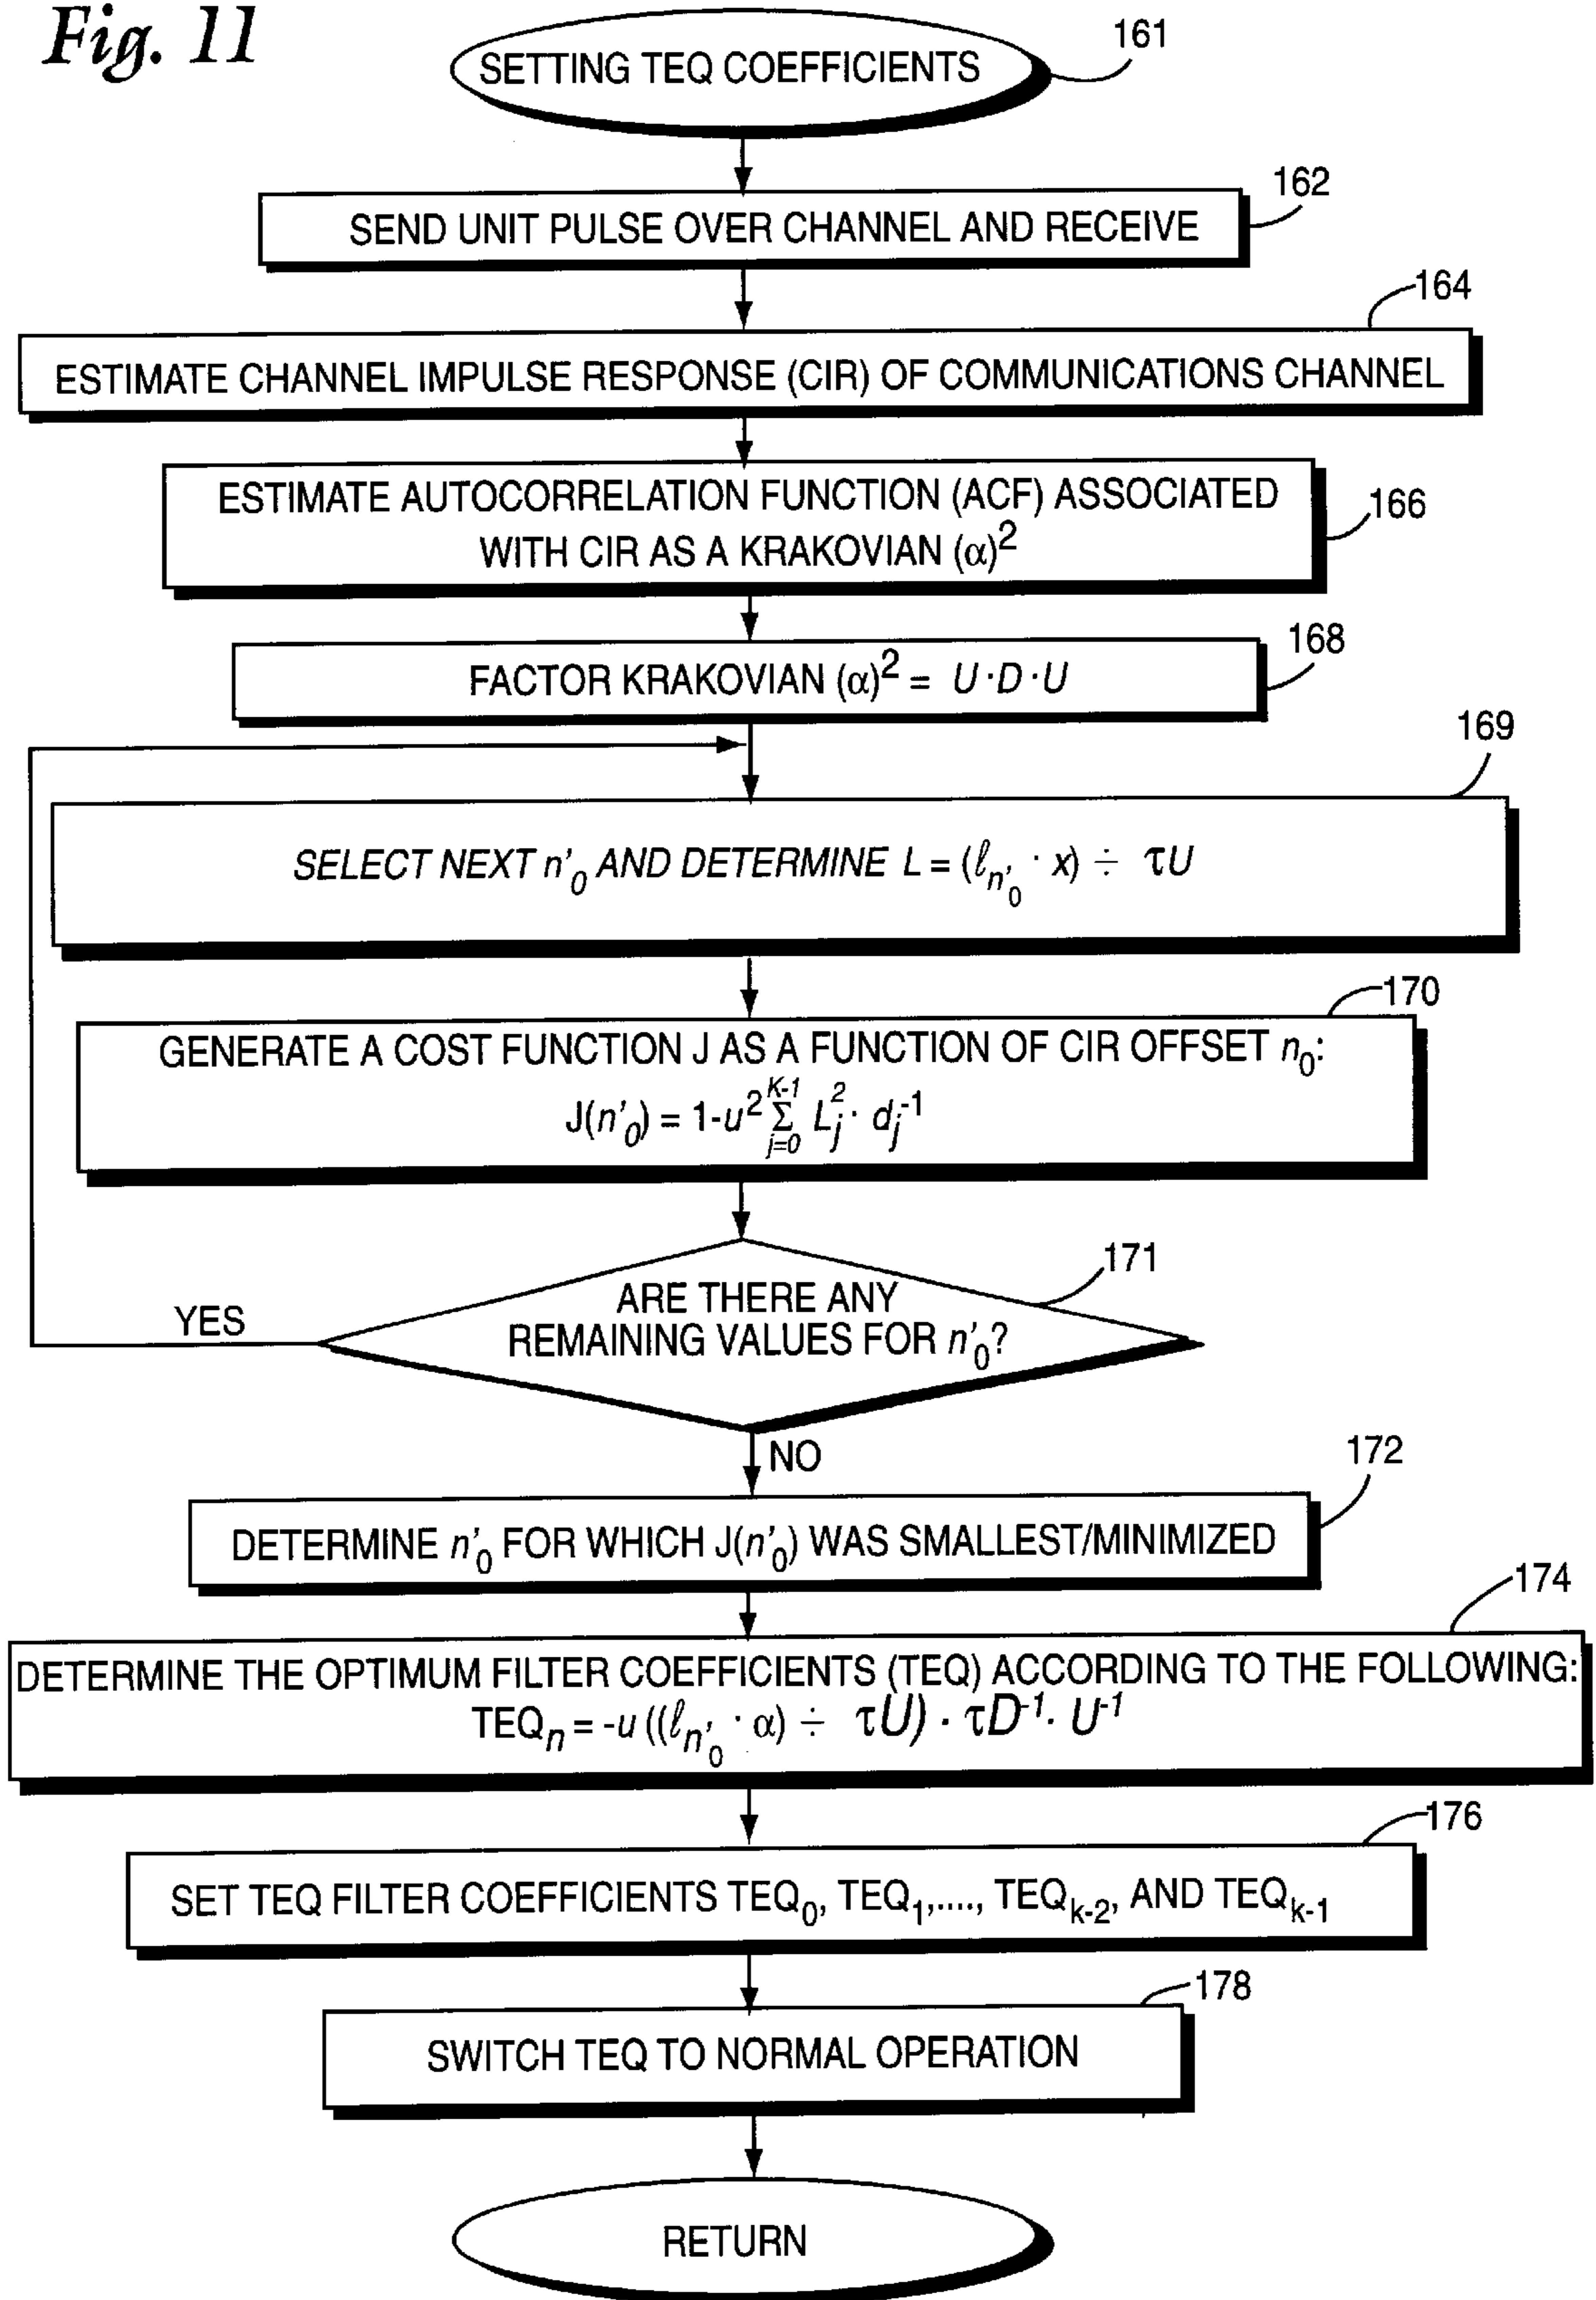 Fig. 11
SETTING TEQ COEFFICIENTS
161
SEND UNIT PULSE OVER CHANNEL AND RECEIVE
162
164
ESTIMATE CHANNEL IMPULSE RESPONSE (CIR) OF COMMUNICATIONS CHANNEL
ESTIMATE AUTOCORRELATION FUNCTION (ACF) ASSOCIATED
WITH CIR AS A KRAKOVIAN (α)²
166
FACTOR KRAKOVIAN (α)² = U·D·U
168
169
SELECT NEXT n'₀ AND DETERMINE L = (ℓ_n'₀ · x) ÷ τU
170
GENERATE A COST FUNCTION J AS A FUNCTION OF CIR OFFSET n₀:
J(n'₀) = 1-u² Σ_{j=0}^{K-1} L_j² · d_j⁻¹
171
ARE THERE ANY
REMAINING VALUES FOR n'₀?
YES
NO
172
DETERMINE n'₀ FOR WHICH J(n'₀) WAS SMALLEST/MINIMIZED
174
DETERMINE THE OPTIMUM FILTER COEFFICIENTS (TEQ) ACCORDING TO THE FOLLOWING:
TEQ_n = -u ((ℓ_n'₀ · α) ÷ τU) · τD⁻¹· U⁻¹
176
SET TEQ FILTER COEFFICIENTS TEQ₀, TEQ₁,...., TEQ_k-2, AND TEQ_k-1
178
SWITCH TEQ TO NORMAL OPERATION
RETURN